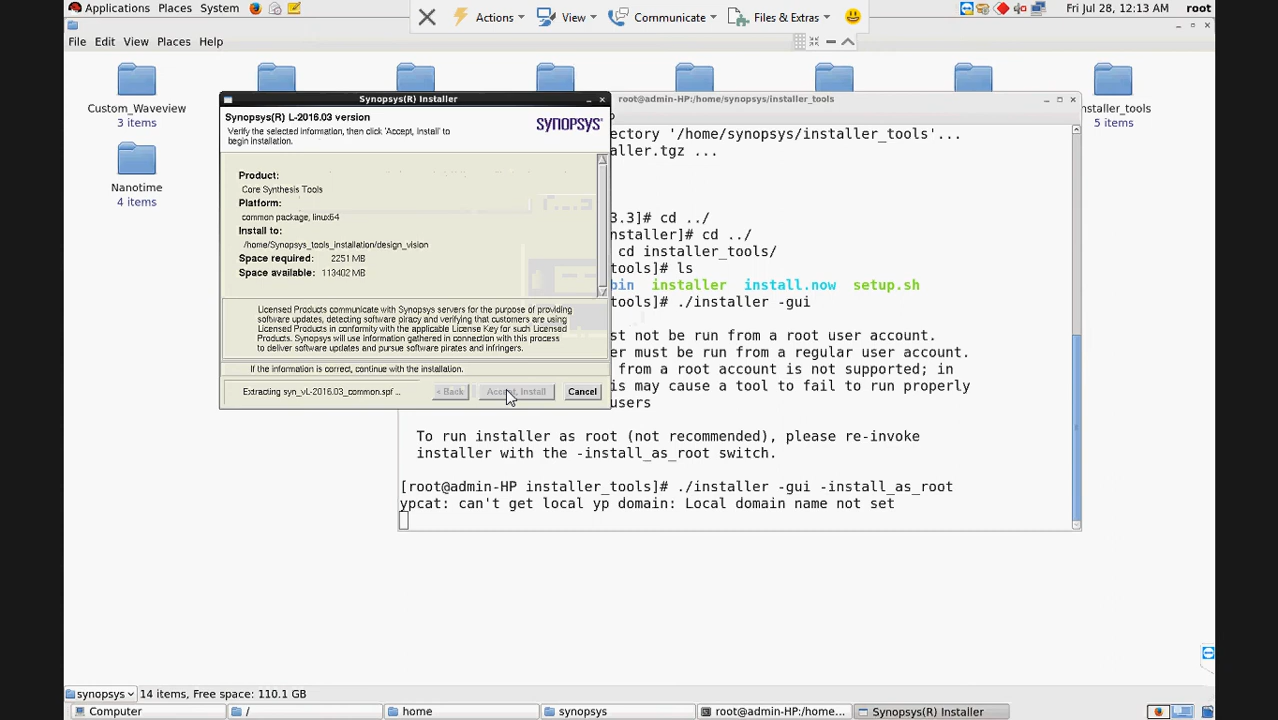 Applications Places System
Actions View Communicate Files & Extras
Fri Jul 28, 12:13 AM root
File Edit View Places Help
Custom_Waveview
3 items
Nanotime
4 items
nstaller_tools
5 items
Synopsys(R) Installer
Synopsys(R) L-2016.03 version
Verify the selected information, then click 'Accept, Install' to
begin installation.
SYNOPSYS
Product:
Core Synthesis Tools
Platform:
common package, linux64
Install to:
/home/Synopsys_tools_installation/design_vision
Space required: 2251 MB
Space available: 113402 MB
Licensed Products communicate with Synopsys servers for the purpose of providing
software updates, detecting software piracy and verifying that customers are using
Licensed Products in conformity with the applicable License Key for such Licensed
Products. Synopsys will use information gathered in connection with this process
to deliver software updates and pursue software pirates and infringers.
If the information is correct, continue with the installation.
Extracting syn_vL-2016.03_common.spf ...
< Back Accept, Install Cancel
root@admin-HP:/home/synopsys/installer_tools
ectory '/home/synopsys/installer_tools'...
ller.tgz ...
3.3]# cd ../
nstaller]# cd ../
cd installer_tools/
tools]# ls
bin installer install.now setup.sh
tools]# ./installer -gui
st not be run from a root user account.
er must be run from a regular user account.
from a root account is not supported; in
is may cause a tool to fail to run properly
users
To run installer as root (not recommended), please re-invoke
installer with the -install_as_root switch.
[root@admin-HP installer_tools]# ./installer -gui -install_as_root
ypcat: can't get local yp domain: Local domain name not set
synopsys 14 items, Free space: 110.1 GB
Computer / home synopsys root@admin-HP:/home... Synopsys(R) Installer